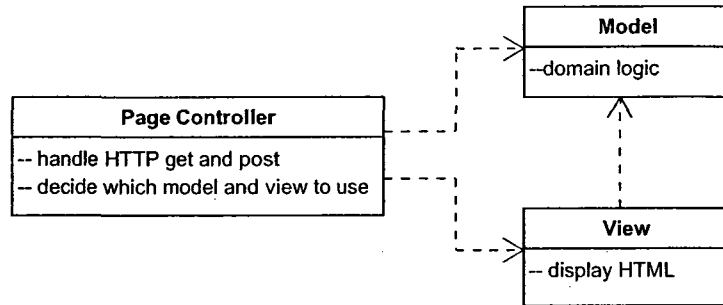 Model
--domain logic
Page Controller
-- handle HTTP get and post
-- decide which model and view to use
View
-- display HTML